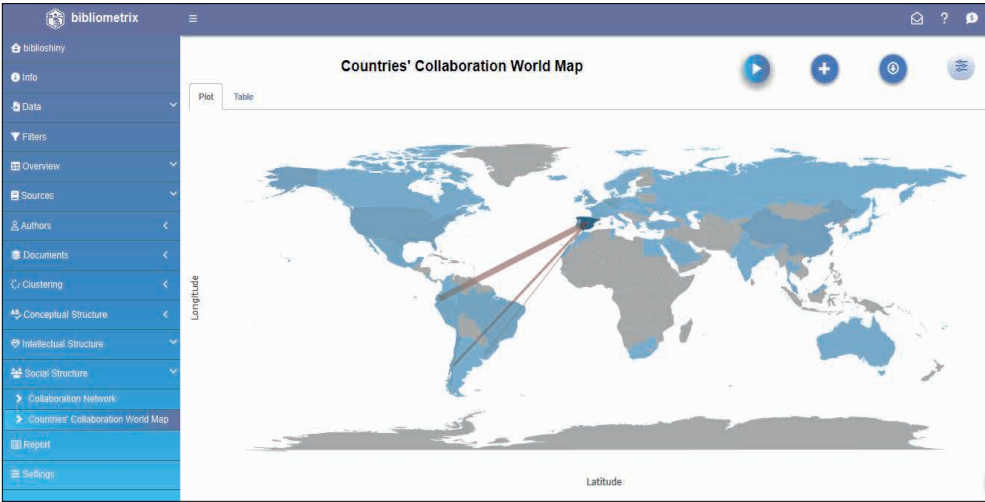 bibliometrix
biblioshiny
Info
Data
Filters
Overview
Sources
Authors
Documents
Clustering
Conceptual Structure
Intellectual Structure
Social Structure
Collaboration Network
Countries' Collaboration World Map
Report
Settings
?
Countries' Collaboration World Map
Plot Table
Longitude
Latitude